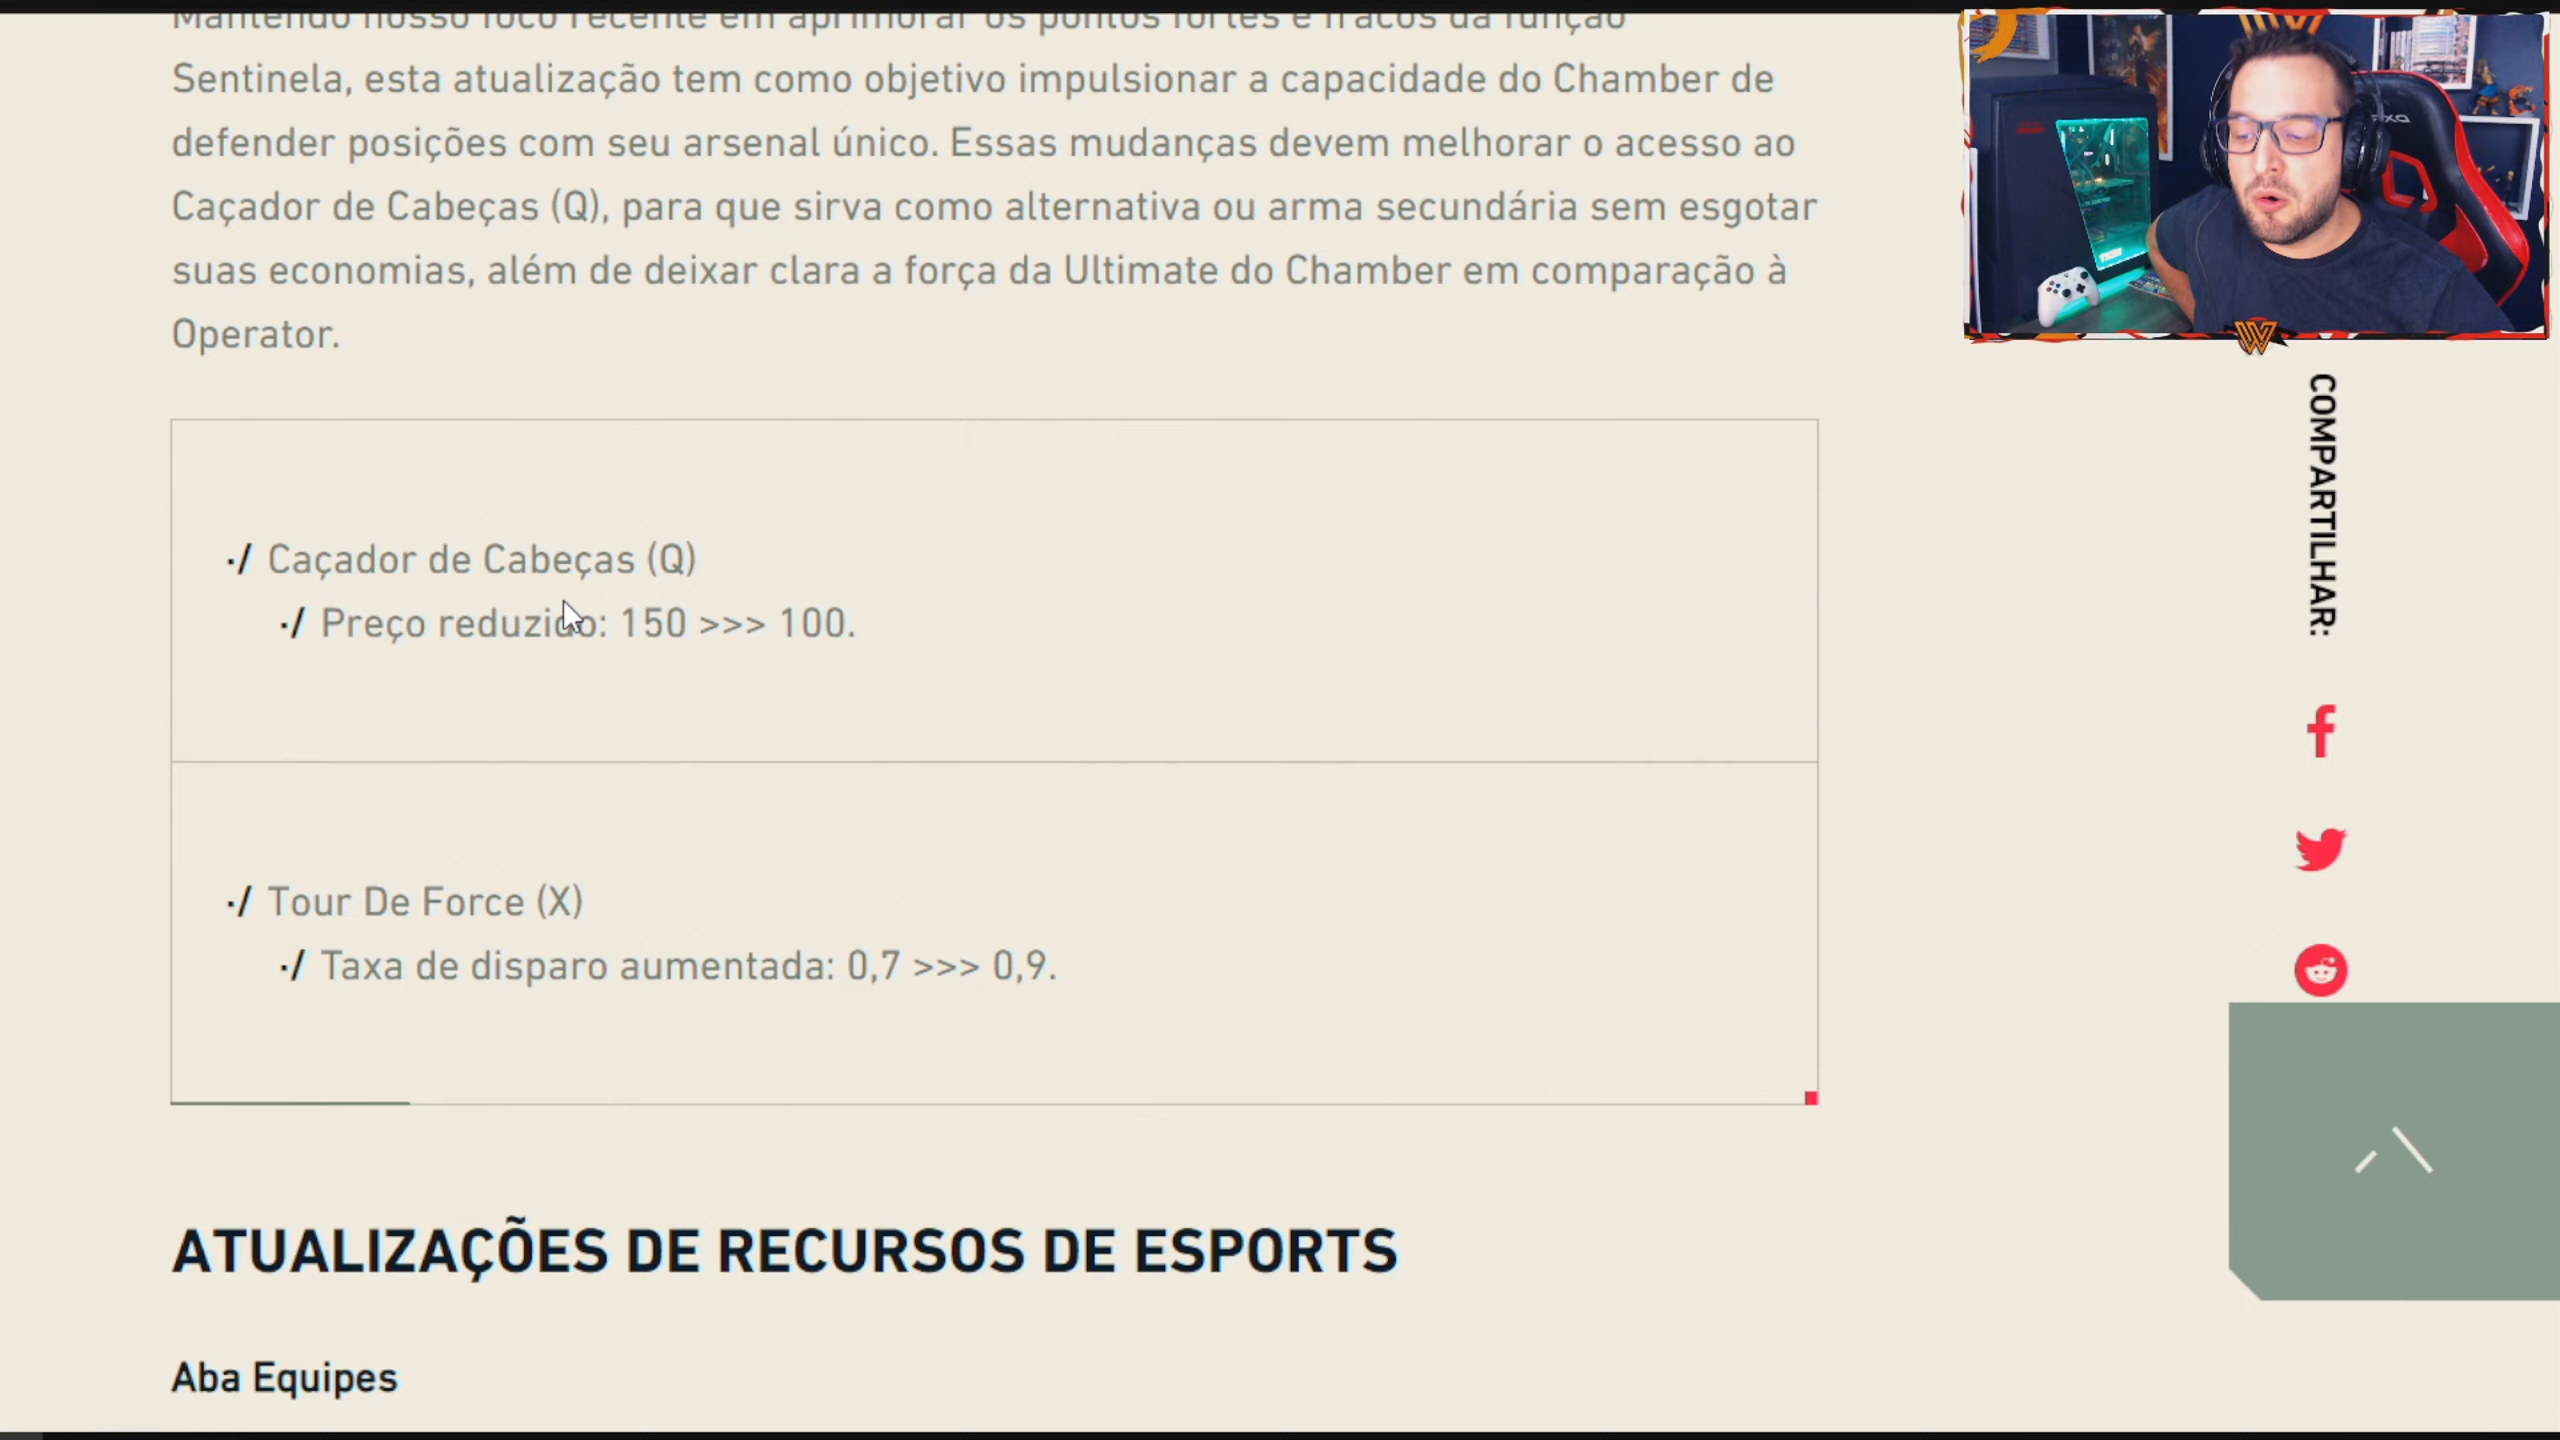 Mantendo nosso foco recente em aprimorar os pontos fortes e fracos da função
Sentinela, esta atualização tem como objetivo impulsionar a capacidade do Chamber de
defender posições com seu arsenal único. Essas mudanças devem melhorar o acesso ao
Caçador de Cabeças (Q), para que sirva como alternativa ou arma secundária sem esgotar
suas economias, além de deixar clara a força da Ultimate do Chamber em comparação à
Operator.
COMPARTILHAR:
·/ Caçador de Cabeças (Q)
·/ Preço reduzido: 150 >>> 100.
·/ Tour De Force (X)
·/ Taxa de disparo aumentada: 0,7 >>> 0,9.
ATUALIZAÇÕES DE RECURSOS DE ESPORTS
Aba Equipes